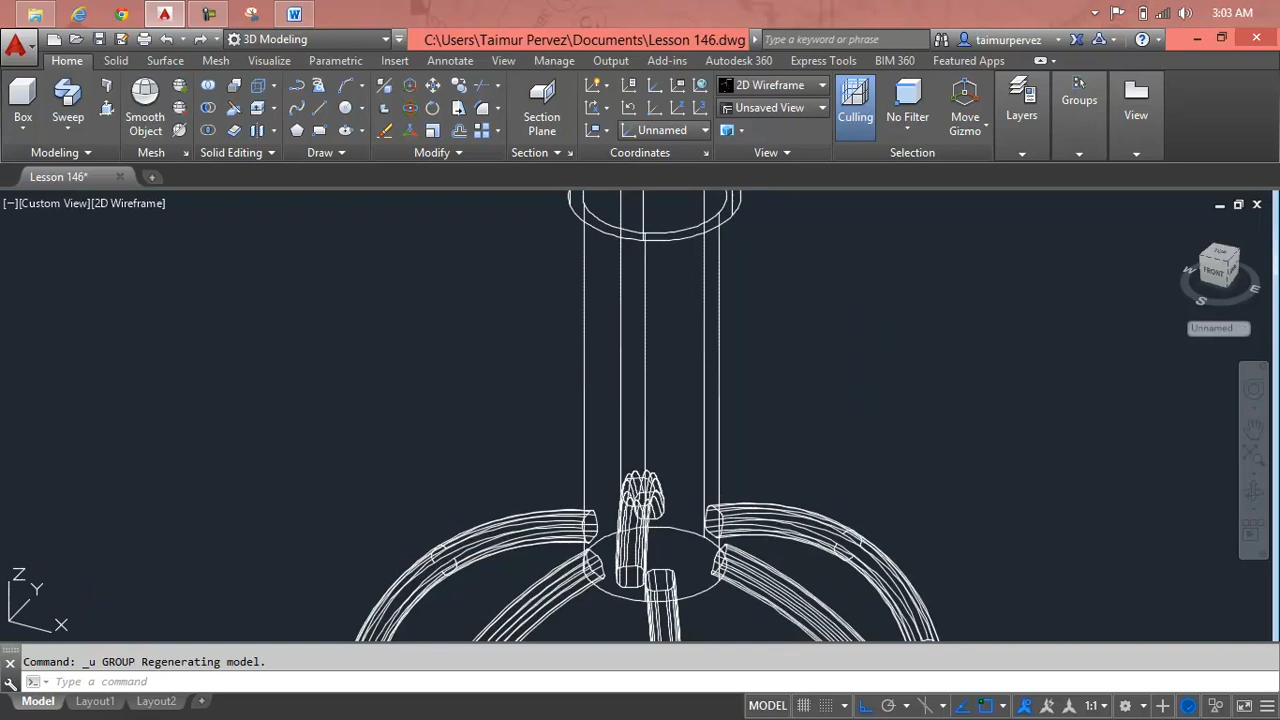 3:03 AM
3D Modeling
C:\Users\Taimur Pervez\Documents\Lesson 146.dwg
Type a keyword or phrase
taimurpervez
Home Solid Surface Mesh Visualize Parametric Insert Annotate View Manage Output Add-ins Autodesk 360 Express Tools BIM 360 Featured Apps
2D Wireframe
Unsaved View
Unnamed
Box Sweep Smooth Object Section Plane Culling No Filter Move Gizmo Layers Groups View
Modeling Mesh Solid Editing Draw Modify Section Coordinates View Selection
Lesson 146*
[−][Custom View][2D Wireframe]
TOP
FRONT
W
S
E
Unnamed
Z
Y
X
Command: _u GROUP Regenerating model.
Type a command
Model Layout1 Layout2 MODEL 1:1